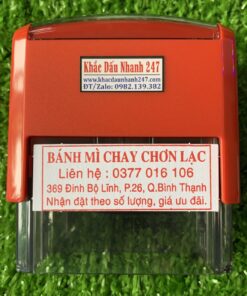 Khắc Dấu Nhanh 247
www.khacdaunhanh247.com
ĐT/Zalo: 0982.139.382
BÁNH MÌ CHAY CHƠN LẠC
Liên hệ : 0377 016 106
369 Đinh Bộ Lĩnh, P.26, Q.Bình Thạnh
Nhận đặt theo số lượng, giá ưu đãi.